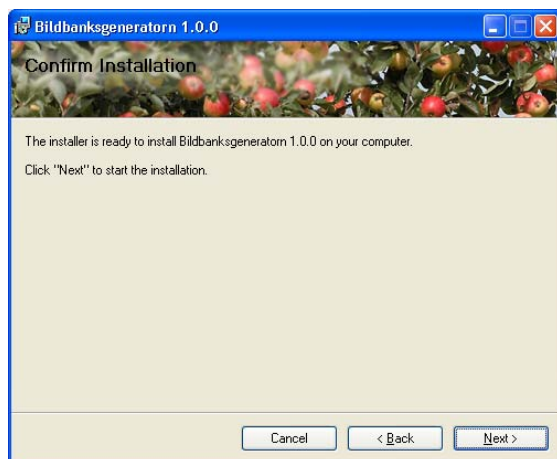 Bildbanksgeneratorn 1.0.0
Confirm Installation
The installer is ready to install Bildbanksgeneratorn 1.0.0 on your computer.
Click "Next" to start the installation.
Cancel
< Back
Next >